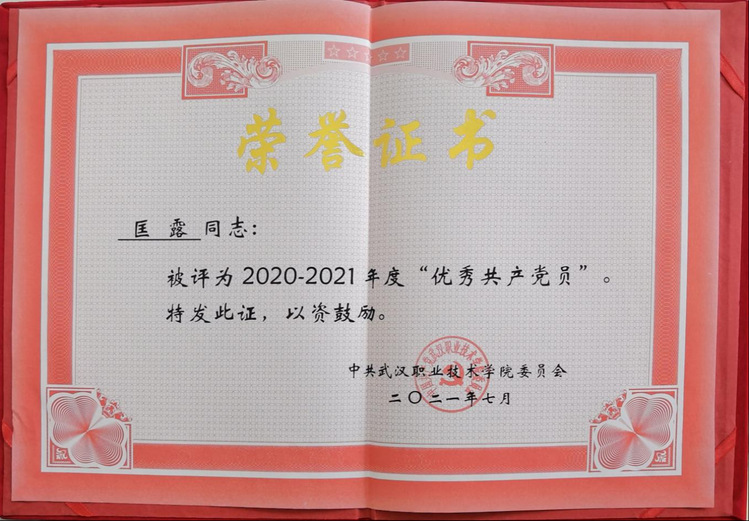 荣誉证书
匡 露 同志：
被评为2020-2021年度“优秀共产党员”。
特发此证，以资鼓励。
中共武汉职业技术学院委员会
二〇二一年七月